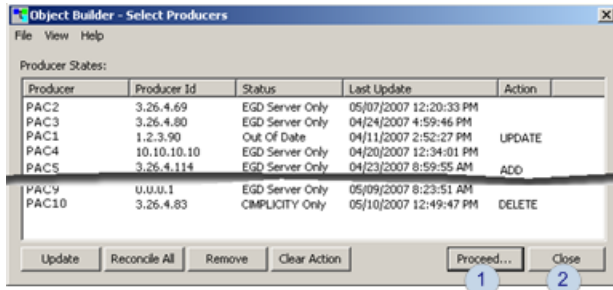 Object Builder - Select Producers
File View Help
Producer States:
Producer Producer Id Status Last Update Action
PAC2 3.26.4.69 EGD Server Only 05/07/2007 12:20:33 PM
PAC3 3.26.4.80 EGD Server Only 04/24/2007 4:59:46 PM
PAC1 1.2.3.90 Out Of Date 04/11/2007 2:52:27 PM UPDATE
PAC4 10.10.10.10 EGD Server Only 04/20/2007 12:34:01 PM
PAC5 3.26.4.114 EGD Server Only 04/23/2007 8:59:55 AM ADD
PAC9 0.0.0.1 EGD Server Only 05/09/2007 8:23:51 AM
PAC10 3.26.4.83 CIMPLICITY Only 05/10/2007 12:49:47 PM DELETE
Update Reconcile All Remove Clear Action Proceed... Close
1 2